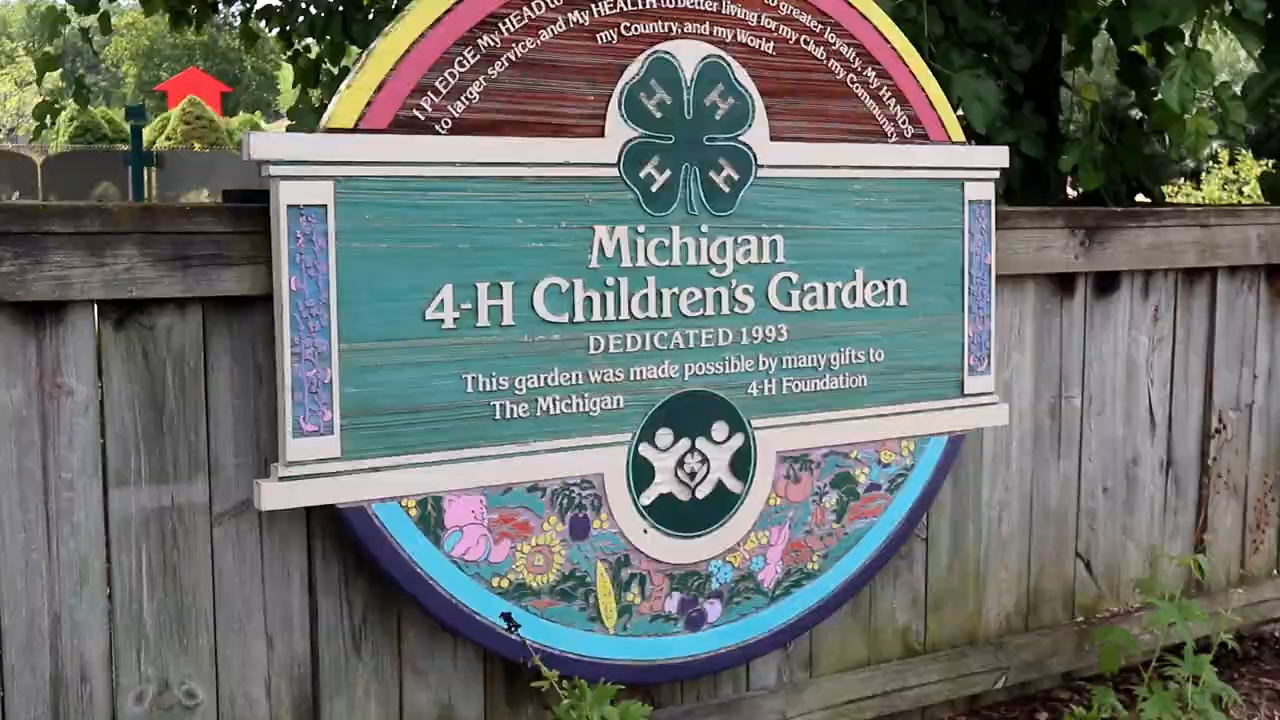 I PLEDGE My HEAD to
to greater loyalty, My HANDS
to larger service, and My HEALTH to better living for my Club, my Community
my Country, and my World.
H H
H H
Michigan
4-H Children's Garden
DEDICATED 1993
This garden was made possible by many gifts to
The Michigan 4-H Foundation